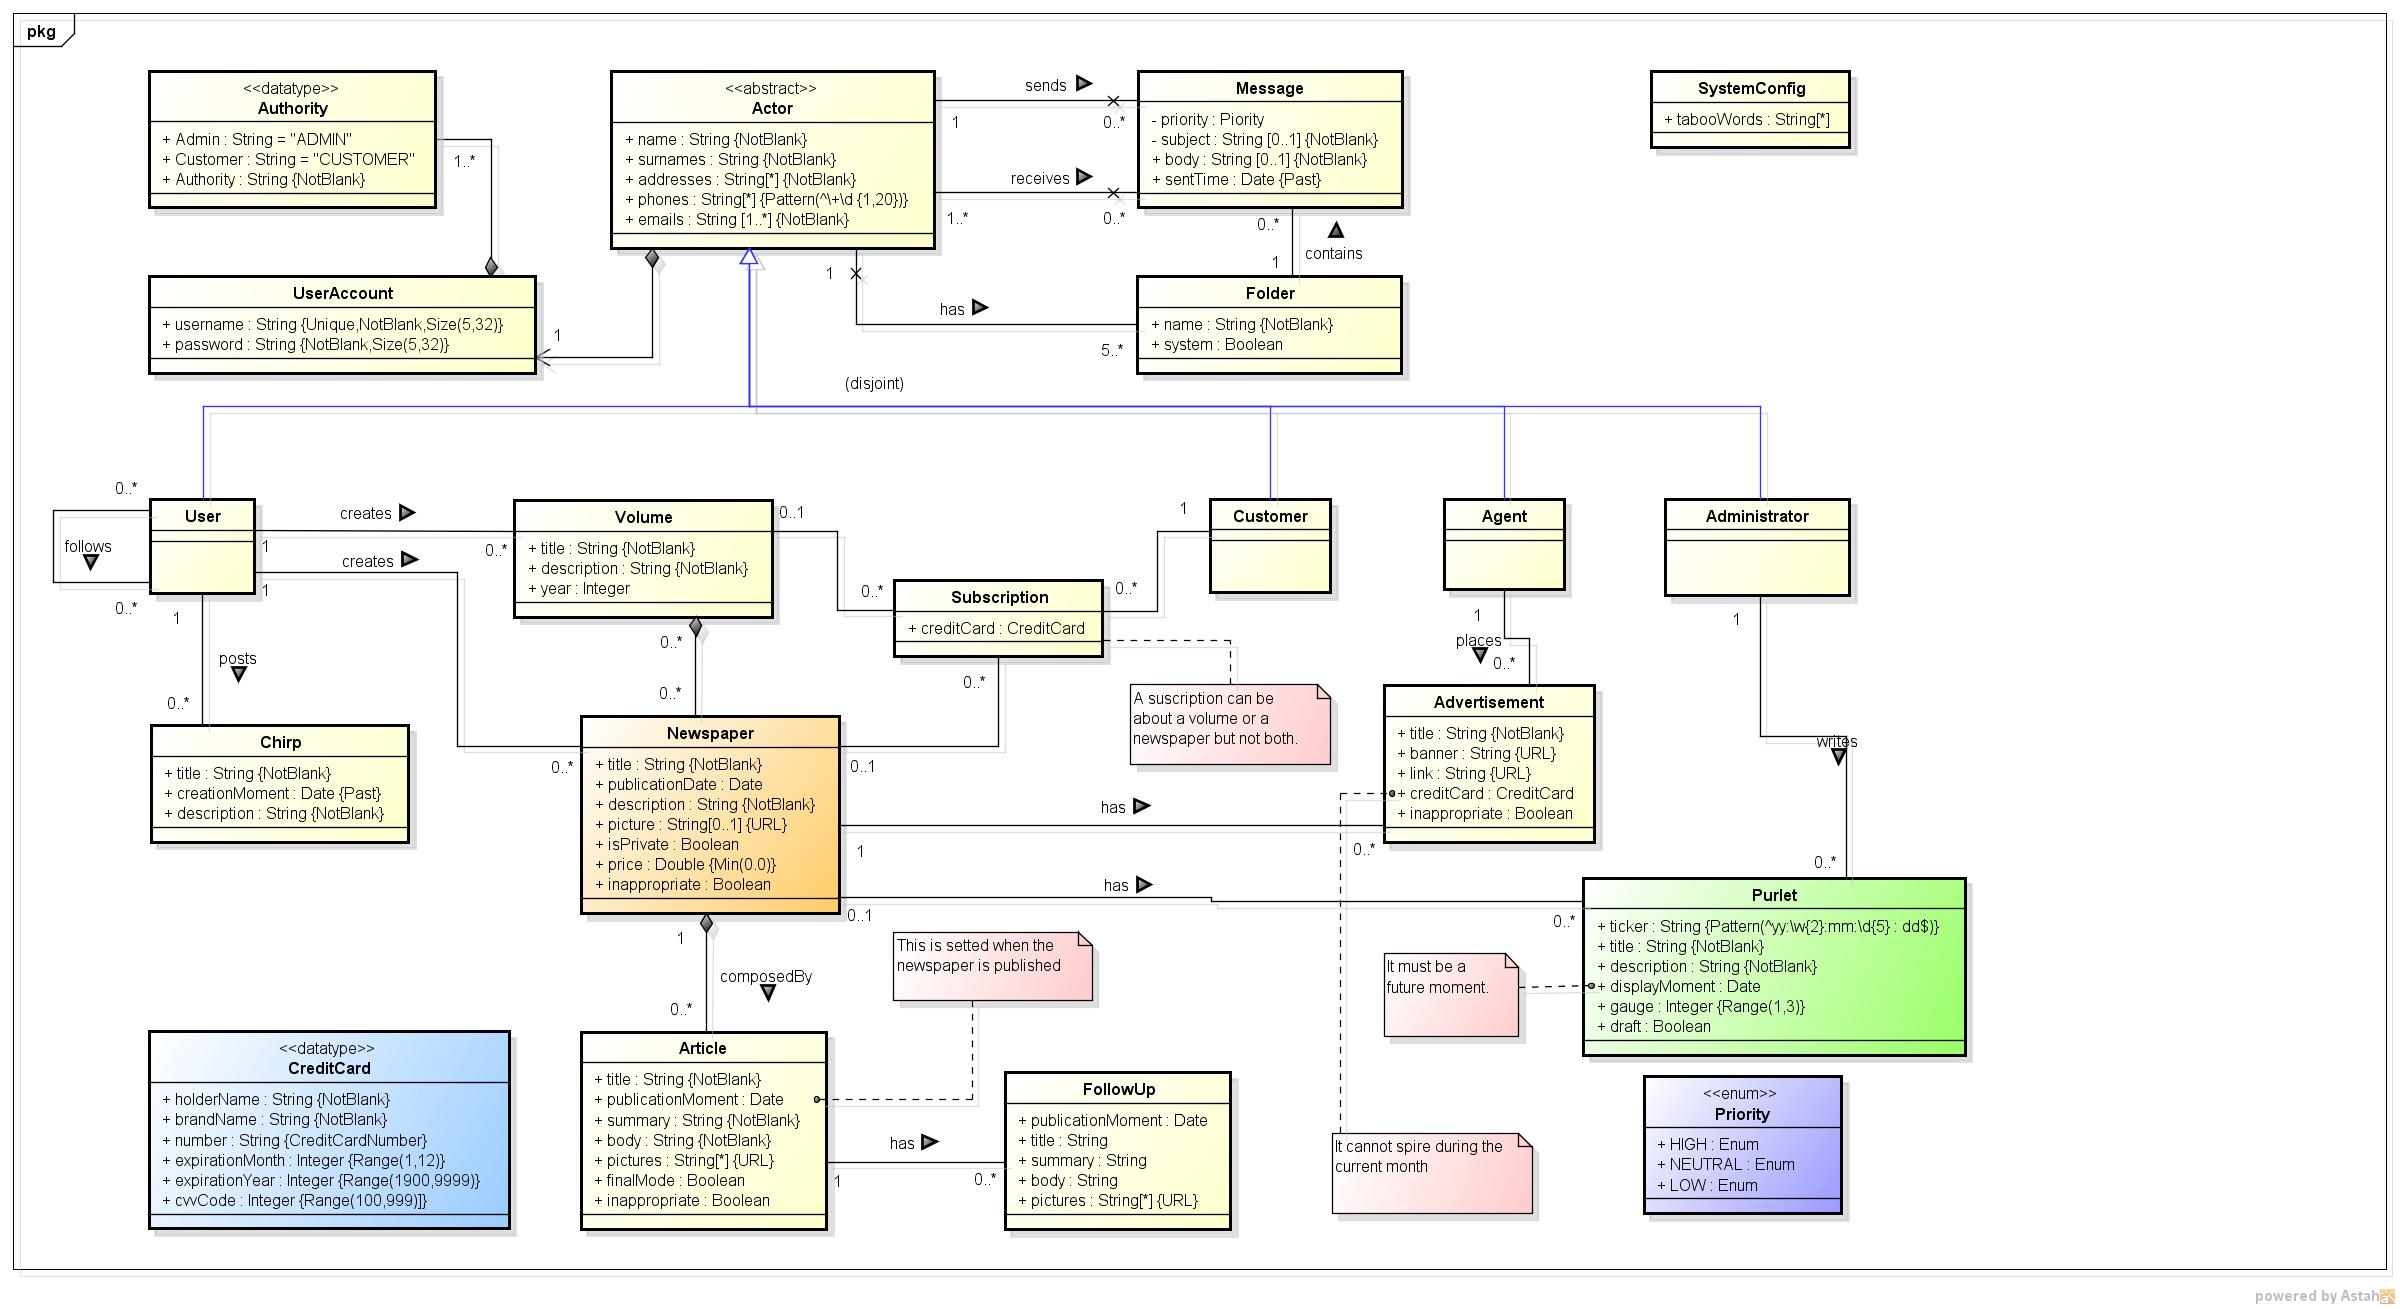 pkg
<<datatype>>
Authority
+ Admin : String = "ADMIN"
+ Customer : String = "CUSTOMER"
+ Authority : String {NotBlank}
1..*
<<abstract>>
Actor
+ name : String {NotBlank}
+ surnames : String {NotBlank}
+ addresses : String[*] {NotBlank}
+ phones : String[*] {Pattern(^\+\d {1,20})}
+ emails : String [1..*] {NotBlank}
sends
1
0..*
receives
1..*
0..*
Message
- priority : Piority
- subject : String [0..1] {NotBlank}
+ body : String [0..1] {NotBlank}
+ sentTime : Date {Past}
SystemConfig
+ tabooWords : String[*]
0..*
contains
1
UserAccount
+ username : String {Unique,NotBlank,Size(5,32)}
+ password : String {NotBlank,Size(5,32)}
1
1
has
5..*
Folder
+ name : String {NotBlank}
+ system : Boolean
(disjoint)
0..*
User
follows
0..*
creates
1
0..*
creates
1
Volume
+ title : String {NotBlank}
+ description : String {NotBlank}
+ year : Integer
0..1
0..*
Subscription
+ creditCard : CreditCard
0..*
1
Customer
Agent
Administrator
1
posts
0..*
0..*
0..*
0..*
A suscription can be
about a volume or a
newspaper but not both.
1
places
0..*
1
writes
0..*
Chirp
+ title : String {NotBlank}
+ creationMoment : Date {Past}
+ description : String {NotBlank}
0..*
Newspaper
+ title : String {NotBlank}
+ publicationDate : Date
+ description : String {NotBlank}
+ picture : String[0..1] {URL}
+ isPrivate : Boolean
+ price : Double {Min(0.0)}
+ inappropriate : Boolean
0..1
has
1
0..*
Advertisement
+ title : String {NotBlank}
+ banner : String {URL}
+ link : String {URL}
+ creditCard : CreditCard
+ inappropriate : Boolean
has
0..1
0..*
Purlet
+ ticker : String {Pattern(^yy:\w{2}:mm:\d{5} : dd$)}
+ title : String {NotBlank}
+ description : String {NotBlank}
+ displayMoment : Date
+ gauge : Integer {Range(1,3)}
+ draft : Boolean
1
composedBy
0..*
This is setted when the
newspaper is published
It must be a
future moment.
<<datatype>>
CreditCard
+ holderName : String {NotBlank}
+ brandName : String {NotBlank}
+ number : String {CreditCardNumber}
+ expirationMonth : Integer {Range(1,12)}
+ expirationYear : Integer {Range(1900,9999)}
+ cvvCode : Integer {Range(100,999)]}
Article
+ title : String {NotBlank}
+ publicationMoment : Date
+ summary : String {NotBlank}
+ body : String {NotBlank}
+ pictures : String[*] {URL}
+ finalMode : Boolean
+ inappropriate : Boolean
has
1
0..*
FollowUp
+ publicationMoment : Date
+ title : String
+ summary : String
+ body : String
+ pictures : String[*] {URL}
It cannot spire during the
current month
<<enum>>
Priority
+ HIGH : Enum
+ NEUTRAL : Enum
+ LOW : Enum
powered by Astah